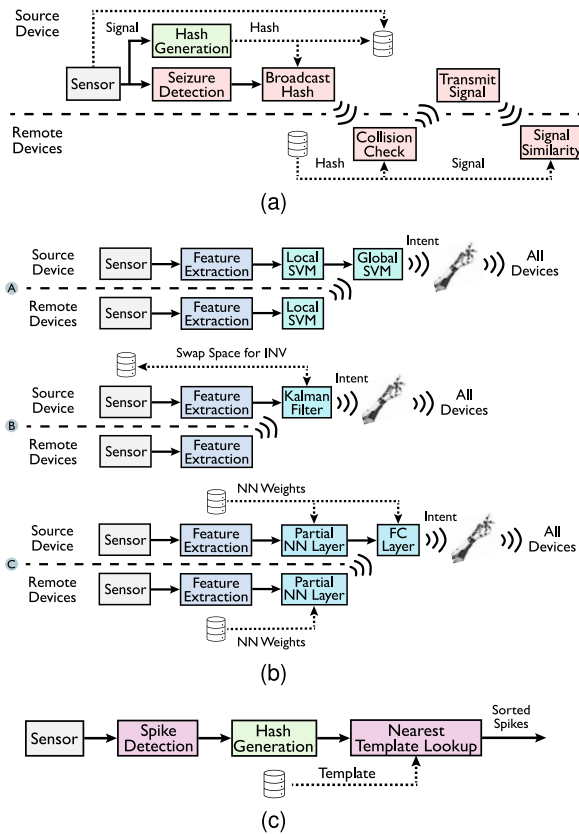 Source
Device
Signal
Hash
Generation
Hash
Sensor
Seizure
Detection
Broadcast
Hash
Transmit
Signal
Remote
Devices
Hash
Collision
Check
Signal
Signal
Similarity
(a)
Source
Device
Sensor
Feature
Extraction
Local
SVM
Global
SVM
Intent
All
Devices
A
Remote
Devices
Sensor
Feature
Extraction
Local
SVM
Swap Space for INV
Source
Device
Sensor
Feature
Extraction
Kalman
Filter
Intent
All
Devices
B
Remote
Devices
Sensor
Feature
Extraction
NN Weights
Source
Device
Sensor
Feature
Extraction
Partial
NN Layer
FC
Layer
Intent
All
Devices
C
Remote
Devices
Sensor
Feature
Extraction
Partial
NN Layer
NN Weights
(b)
Sensor
Spike
Detection
Hash
Generation
Nearest
Template Lookup
Sorted
Spikes
Template
(c)